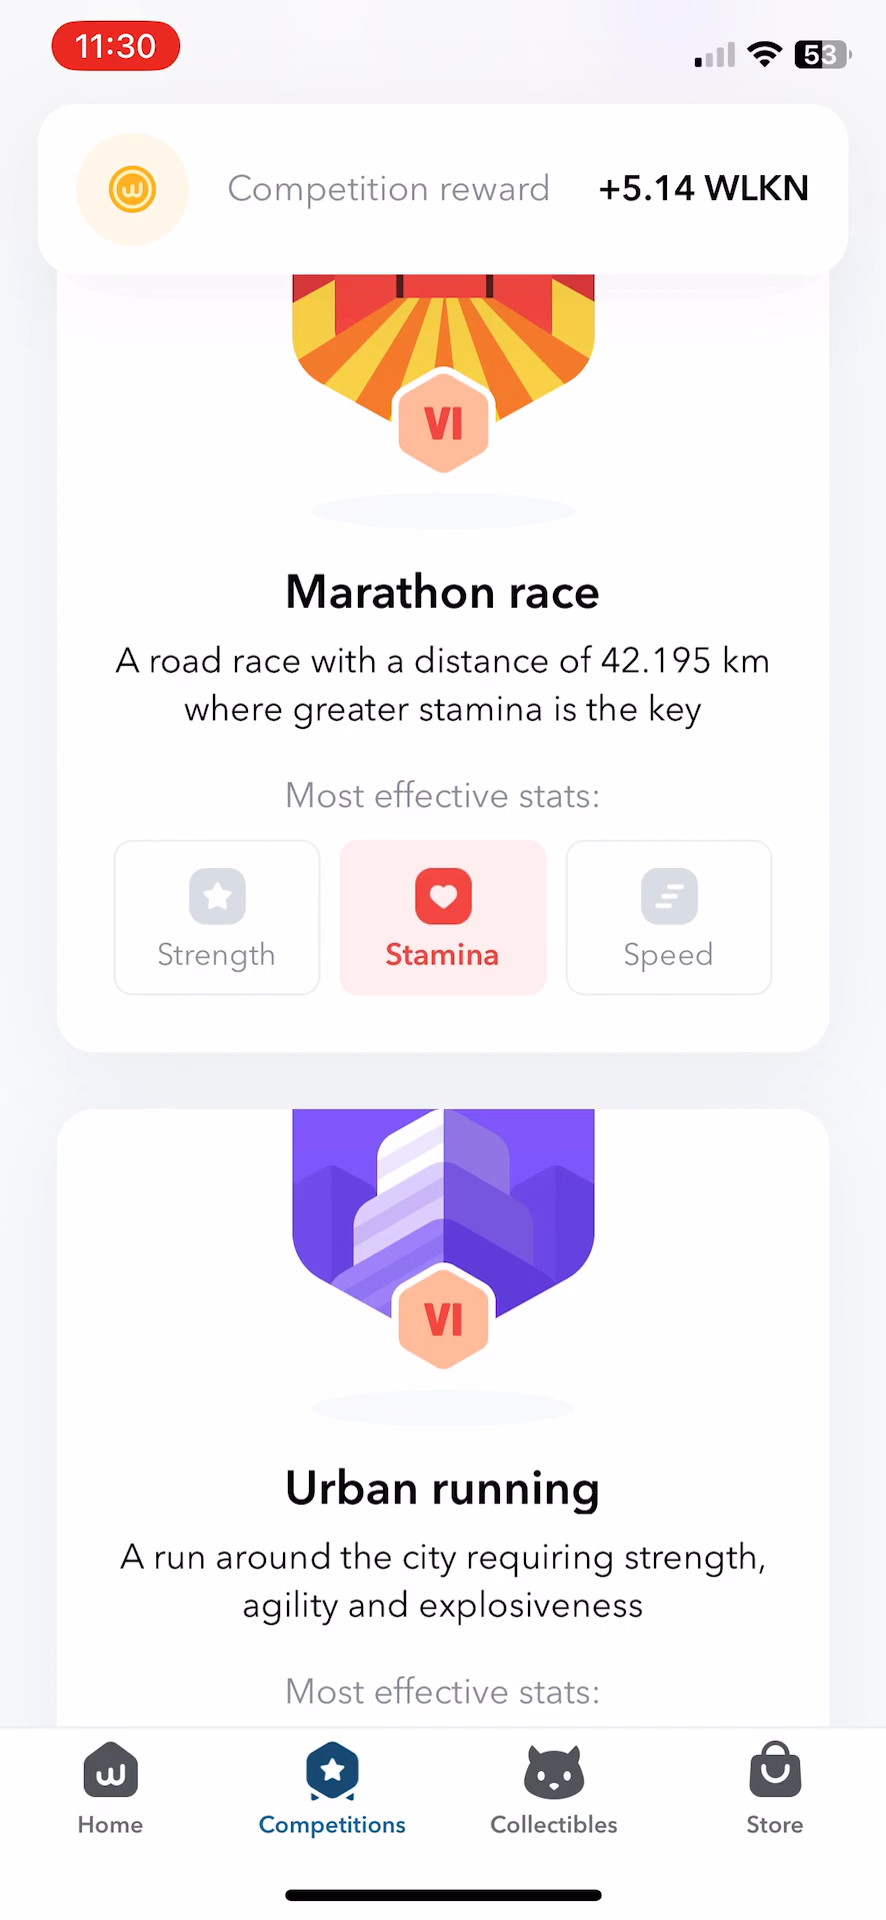 11:30
53
Competition reward +5.14 WLKN
VI
Marathon race
A road race with a distance of 42.195 km
where greater stamina is the key
Most effective stats:
Strength Stamina Speed
VI
Urban running
A run around the city requiring strength,
agility and explosiveness
Most effective stats:
Home Competitions Collectibles Store